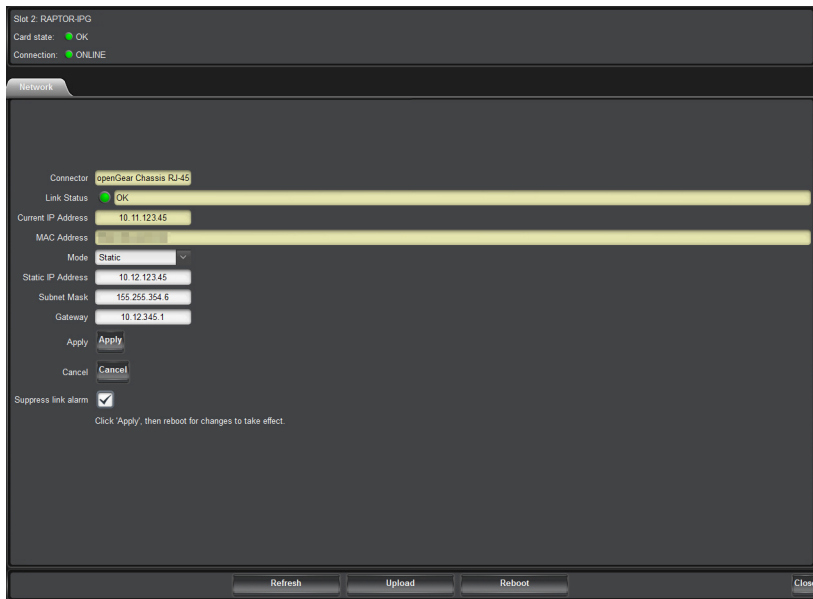 Slot 2: RAPTOR-IPG
Card state: OK
Connection: ONLINE
Network
Connector openGear Chassis RJ-45
Link Status OK
Current IP Address 10.11.123.45
MAC Address
Mode Static
Static IP Address 10.12.123.45
Subnet Mask 155.255.354.6
Gateway 10.12.345.1
Apply Apply
Cancel Cancel
Suppress link alarm
Click 'Apply', then reboot for changes to take effect.
Refresh Upload Reboot Close